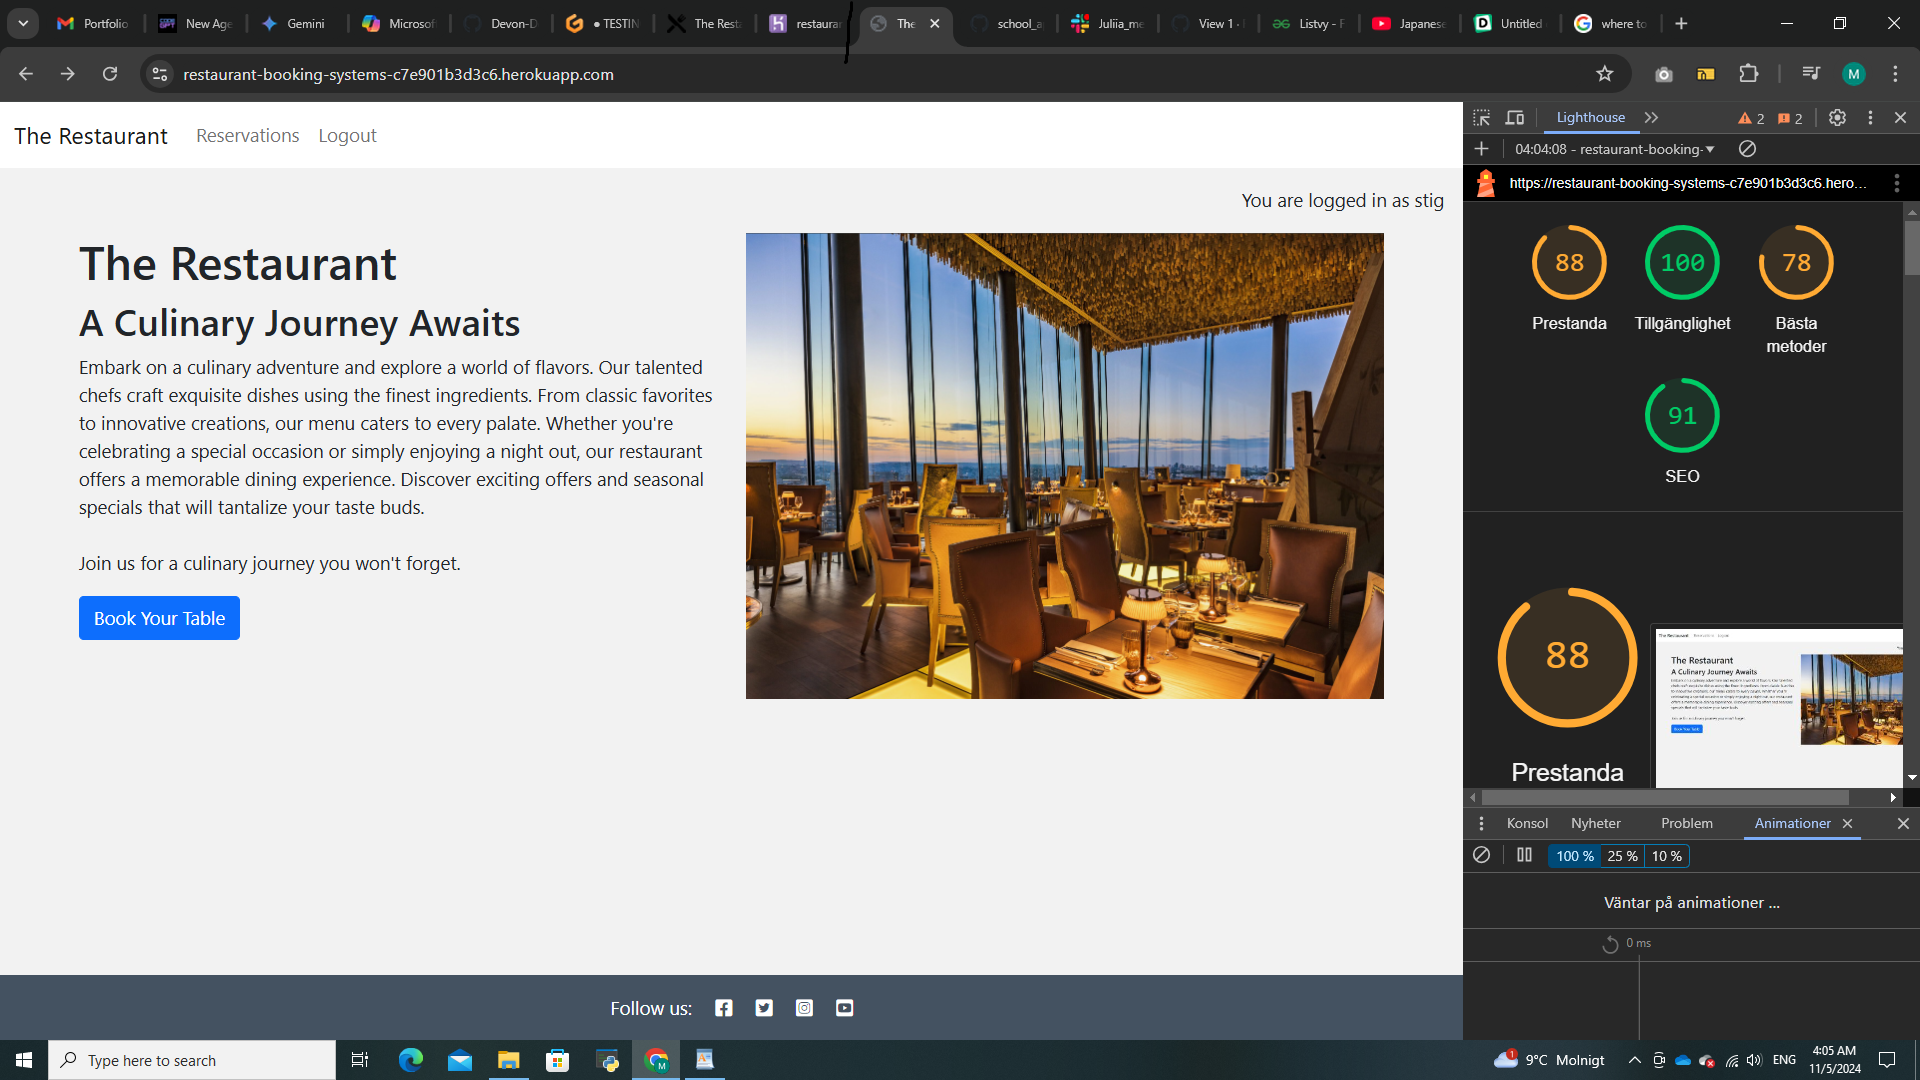 Portfolio
New Age
Gemini
Microsof
Devon-D
● TESTIN
The Rest
restaurar
The
school_a
Juliia_me
View 1 ·
Listvy - F
Japanese
Untitled
where to
restaurant-booking-systems-c7e901b3d3c6.herokuapp.com
M
The Restaurant
Reservations
Logout
You are logged in as stig
The Restaurant
A Culinary Journey Awaits
Embark on a culinary adventure and explore a world of flavors. Our talented
chefs craft exquisite dishes using the finest ingredients. From classic favorites
to innovative creations, our menu caters to every palate. Whether you're
celebrating a special occasion or simply enjoying a night out, our restaurant
offers a memorable dining experience. Discover exciting offers and seasonal
specials that will tantalize your taste buds.
Join us for a culinary journey you won't forget.
Book Your Table
Follow us:
Lighthouse
2
2
04:04:08 - restaurant-booking-
https://restaurant-booking-systems-c7e901b3d3c6.hero...
88
Prestanda
100
Tillgänglighet
78
Bästa
metoder
91
SEO
88
Prestanda
The Restaurant
The Restaurant
A Culinary Journey Awaits
Book Your Table
Konsol
Nyheter
Problem
Animationer
100 %
25 %
10 %
Väntar på animationer ...
0 ms
Type here to search
M
1
9°C Molnigt
ENG
4:05 AM
11/5/2024